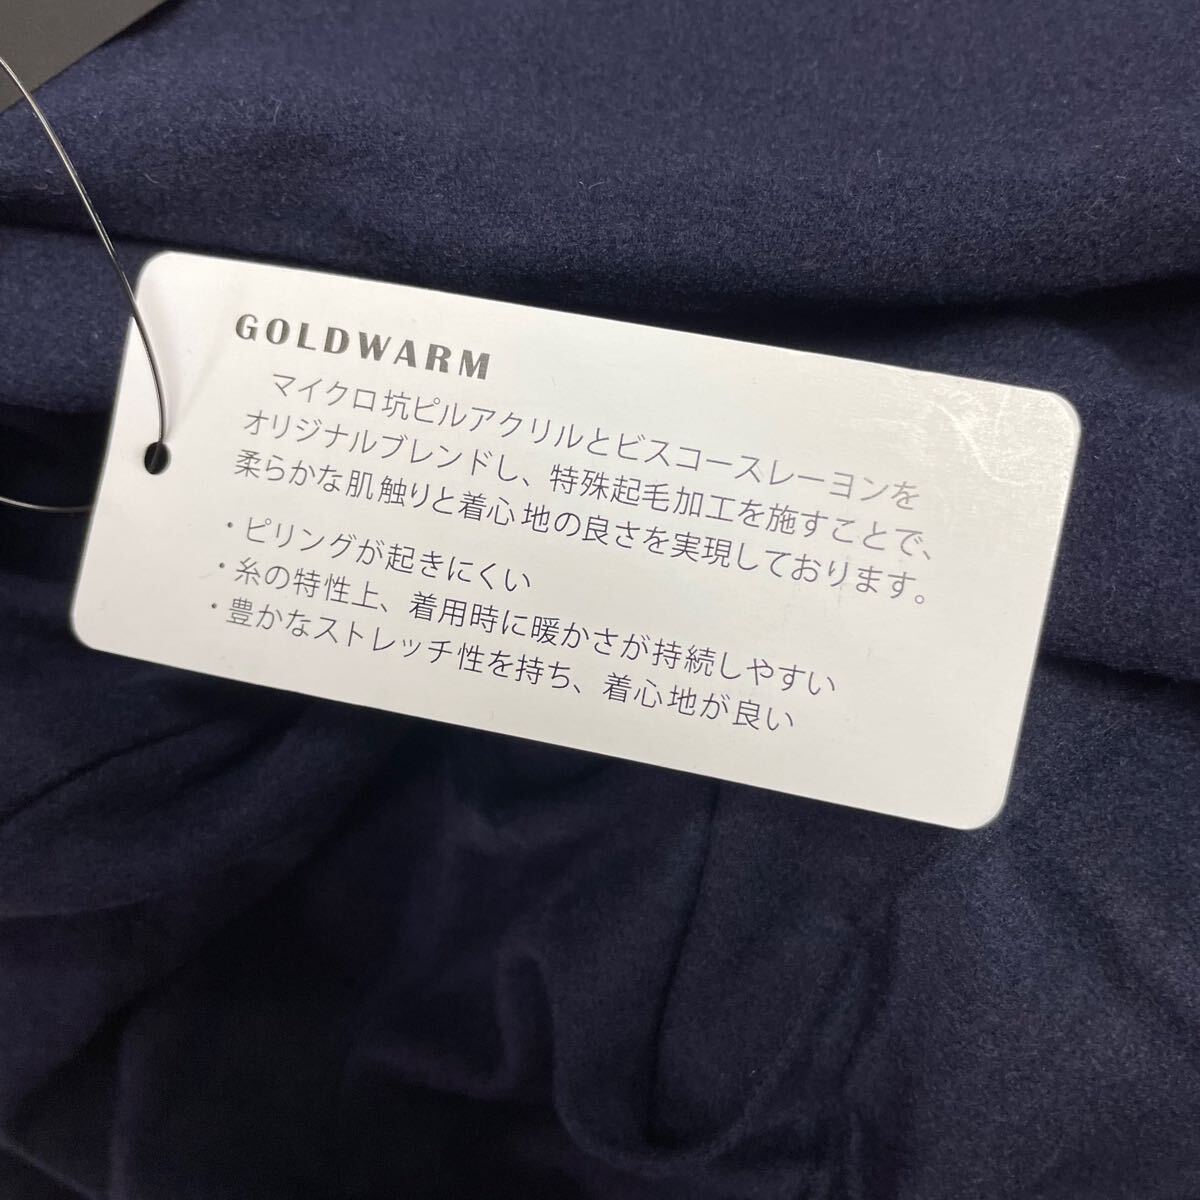 GOLDWARM
マイクロ坑ピルアクリルとビスコースレーヨンを
オリジナルブレンドし、特殊起毛加工を施すことで、
柔らかな肌触りと着心地の良さを実現しております。
・ピリングが起きにくい
・糸の特性上、着用時に暖かさが持続しやすい
・豊かなストレッチ性を持ち、着心地が良い